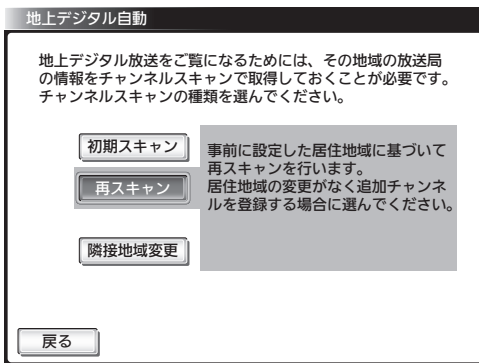 地上デジタル自動
地上デジタル放送をご覧になるためには、その地域の放送局
の情報をチャンネルスキャンで取得しておくことが必要です。
チャンネルスキャンの種類を選んでください。
初期スキャン
再スキャン
隣接地域変更
事前に設定した居住地域に基づいて
再スキャンを行います。
居住地域の変更がなく追加チャンネ
ルを登録する場合に選んでください。
戻る